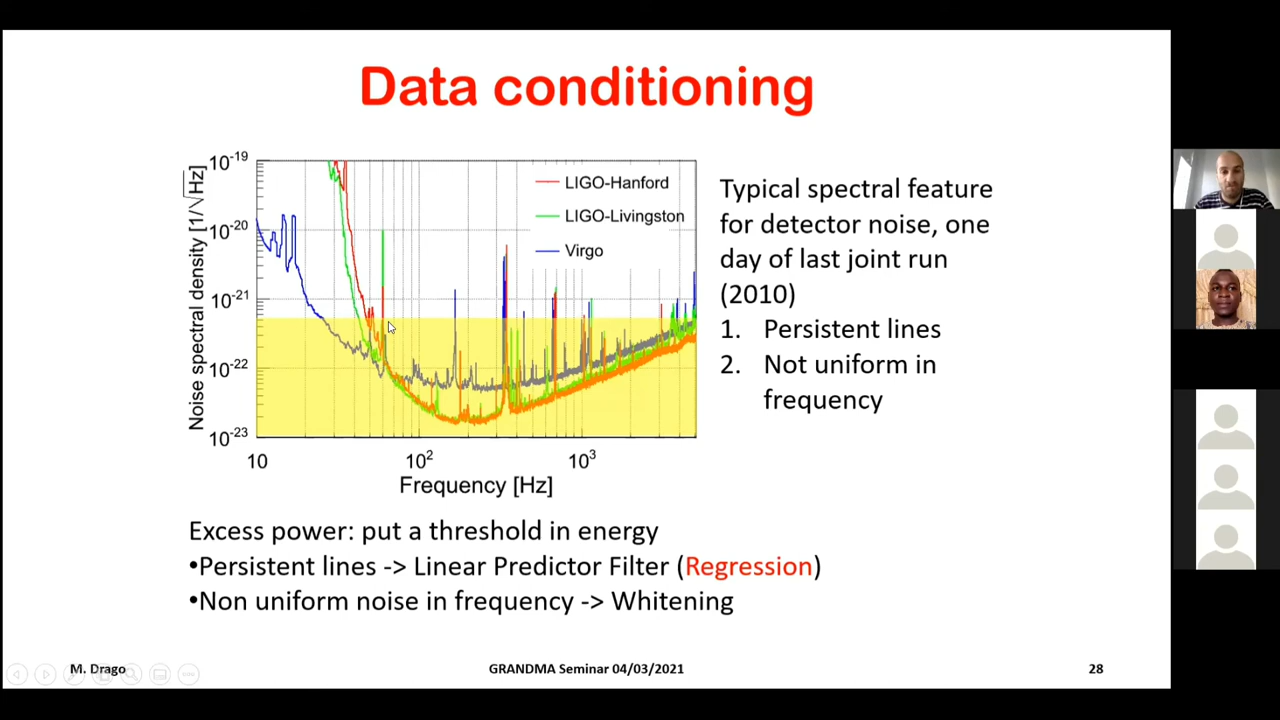 Data conditioning
Noise spectral density [1/√Hz]
10-19
10-20
10-21
10-22
10-23
LIGO-Hanford
LIGO-Livingston
Virgo
10
10²
10³
Frequency [Hz]
Typical spectral feature
for detector noise, one
day of last joint run
(2010)
1. Persistent lines
2. Not uniform in
frequency
Excess power: put a threshold in energy
•Persistent lines -> Linear Predictor Filter (Regression)
•Non uniform noise in frequency -> Whitening
M. Drago
GRANDMA Seminar 04/03/2021
28